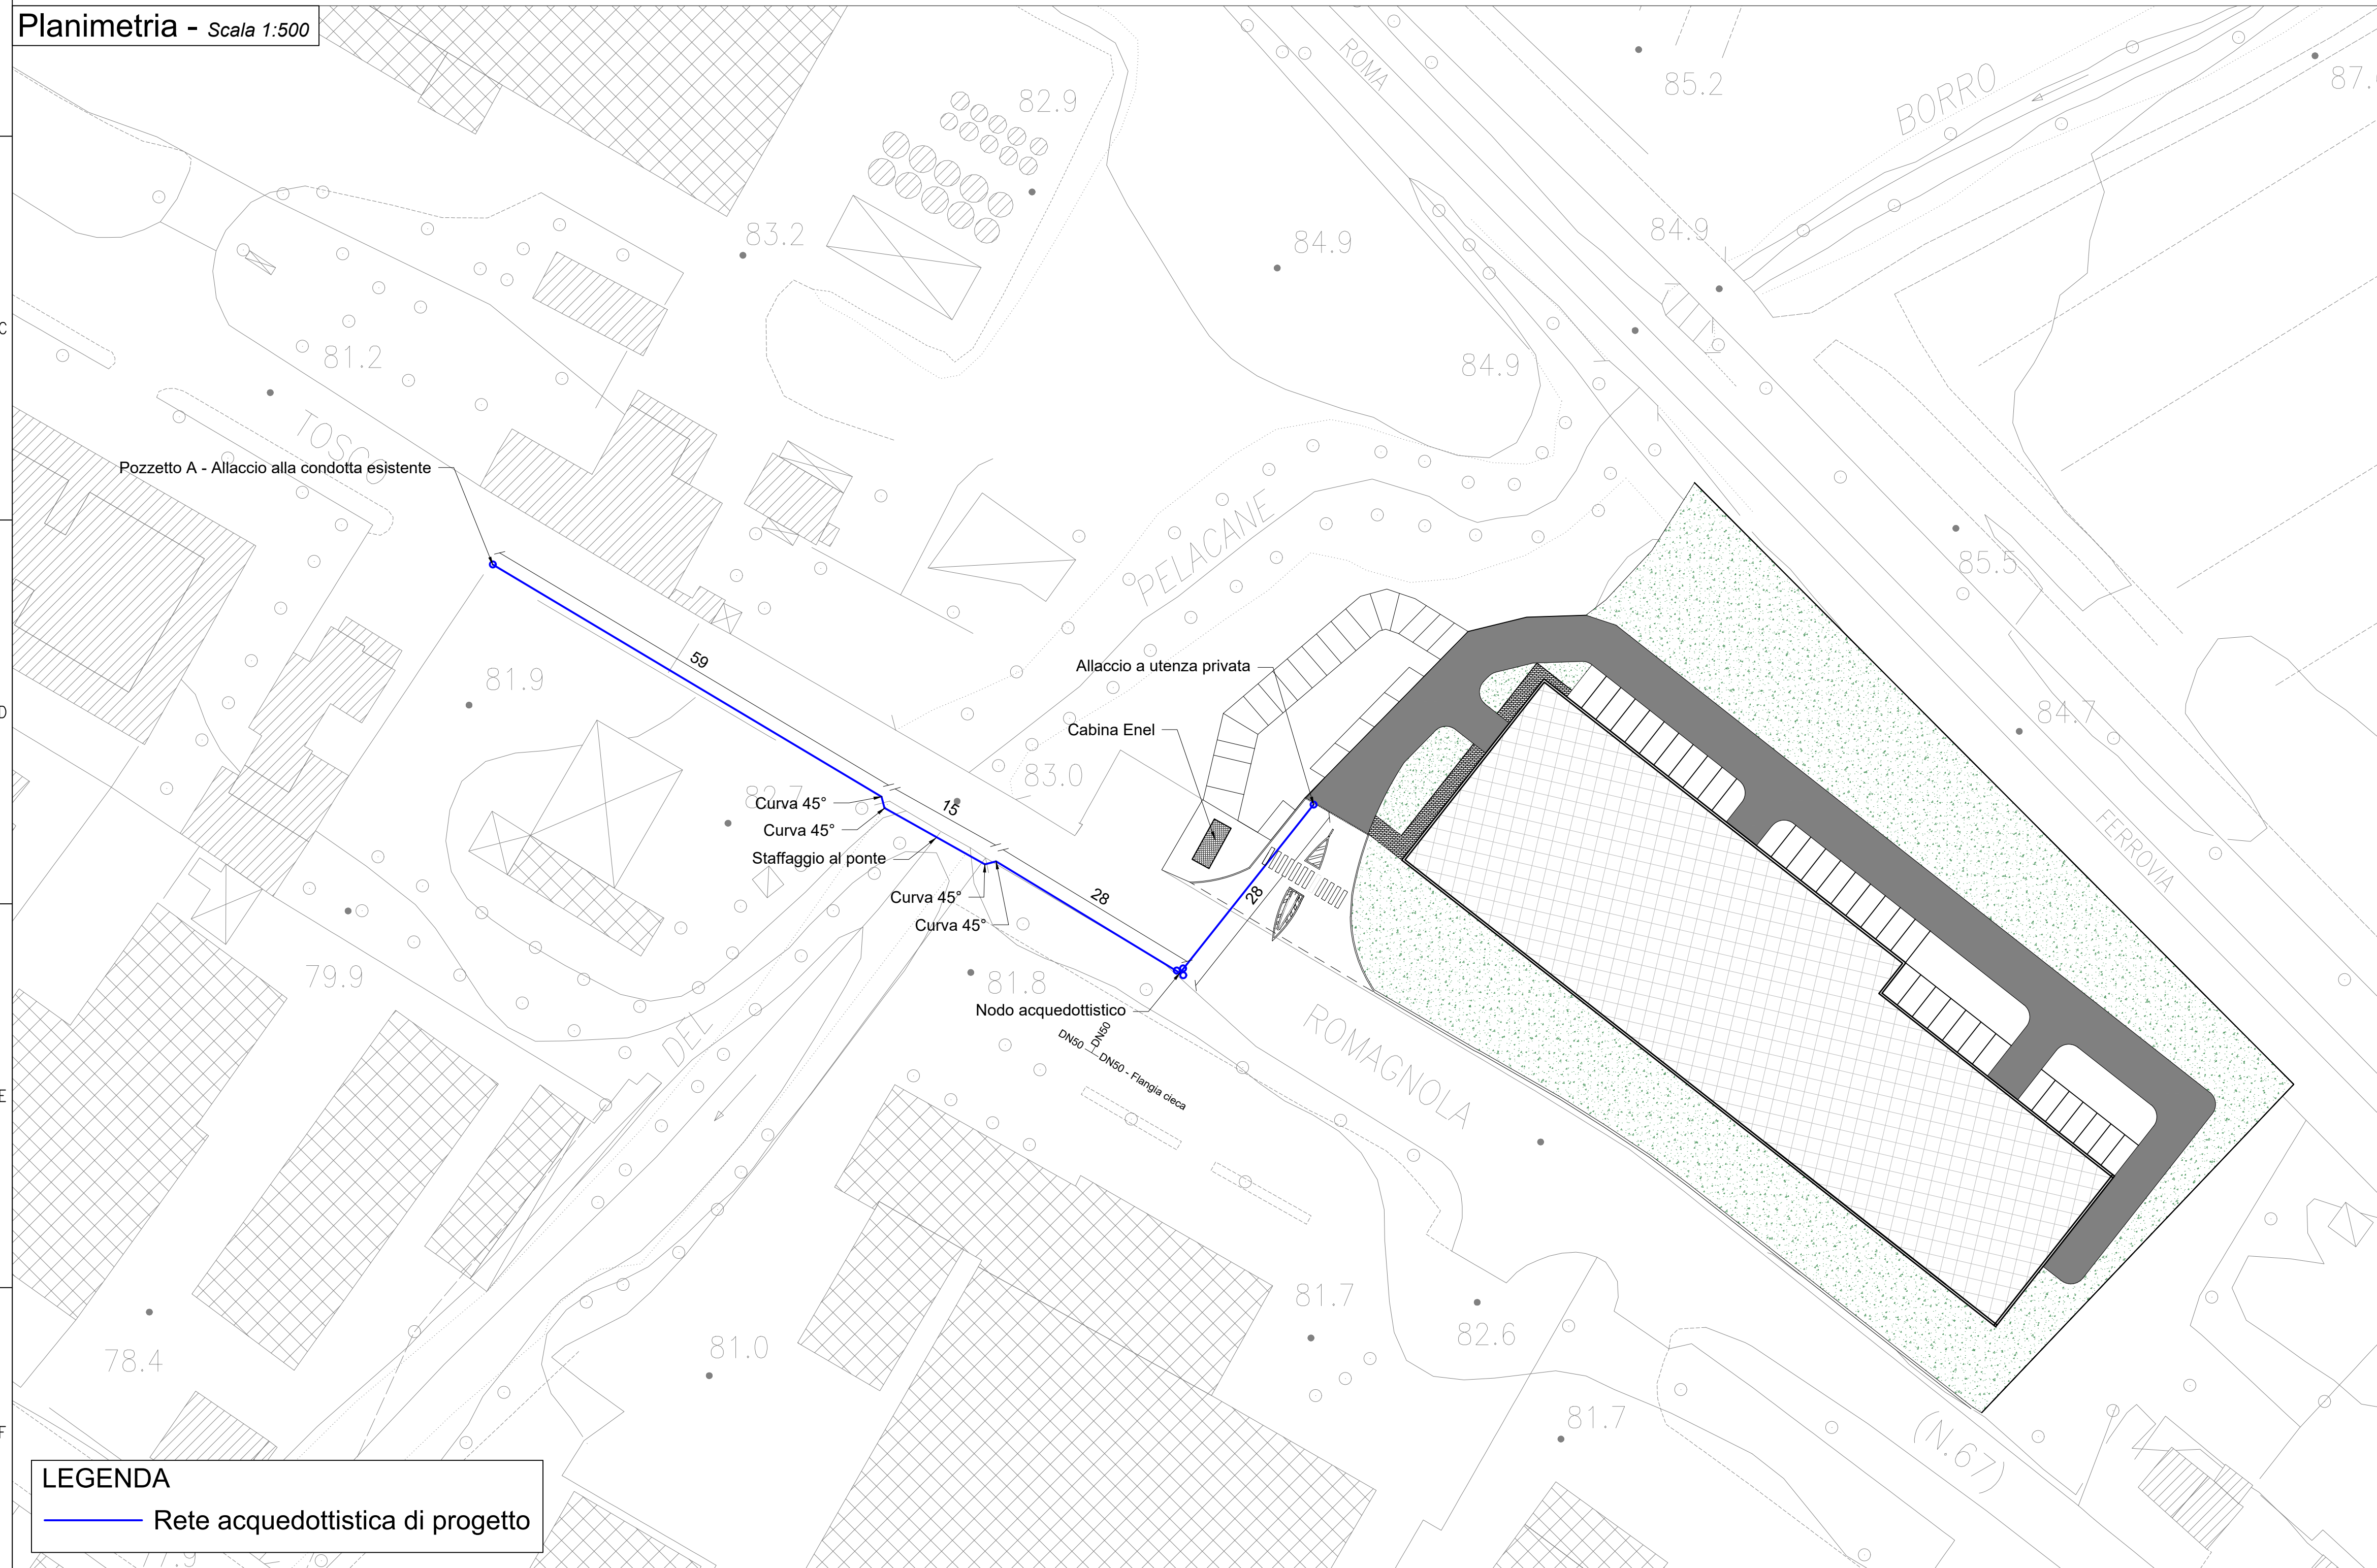 Planimetria - Scala 1:500
ROMA
85.2
BORRO
82.9
83.2
84.9
84.9
84.9
C
81.2
TOSCO
Pozzetto A - Allaccio alla condotta esistente
PELACANE
85.5
59
81.9
Allaccio a utenza privata
D
84.7
Cabina Enel
83.0
82.7
Curva 45°
15
Curva 45°
FERROVIA
Staffaggio al ponte
Curva 45°
28
28
Curva 45°
79.9
81.8
Nodo acquedottistico
DEL
DN50
DN50
DN50 - Flangia cieca
ROMAGNOLA
E
81.7
82.6
81.0
78.4
81.7
(N.67)
F
LEGENDA
Rete acquedottistica di progetto